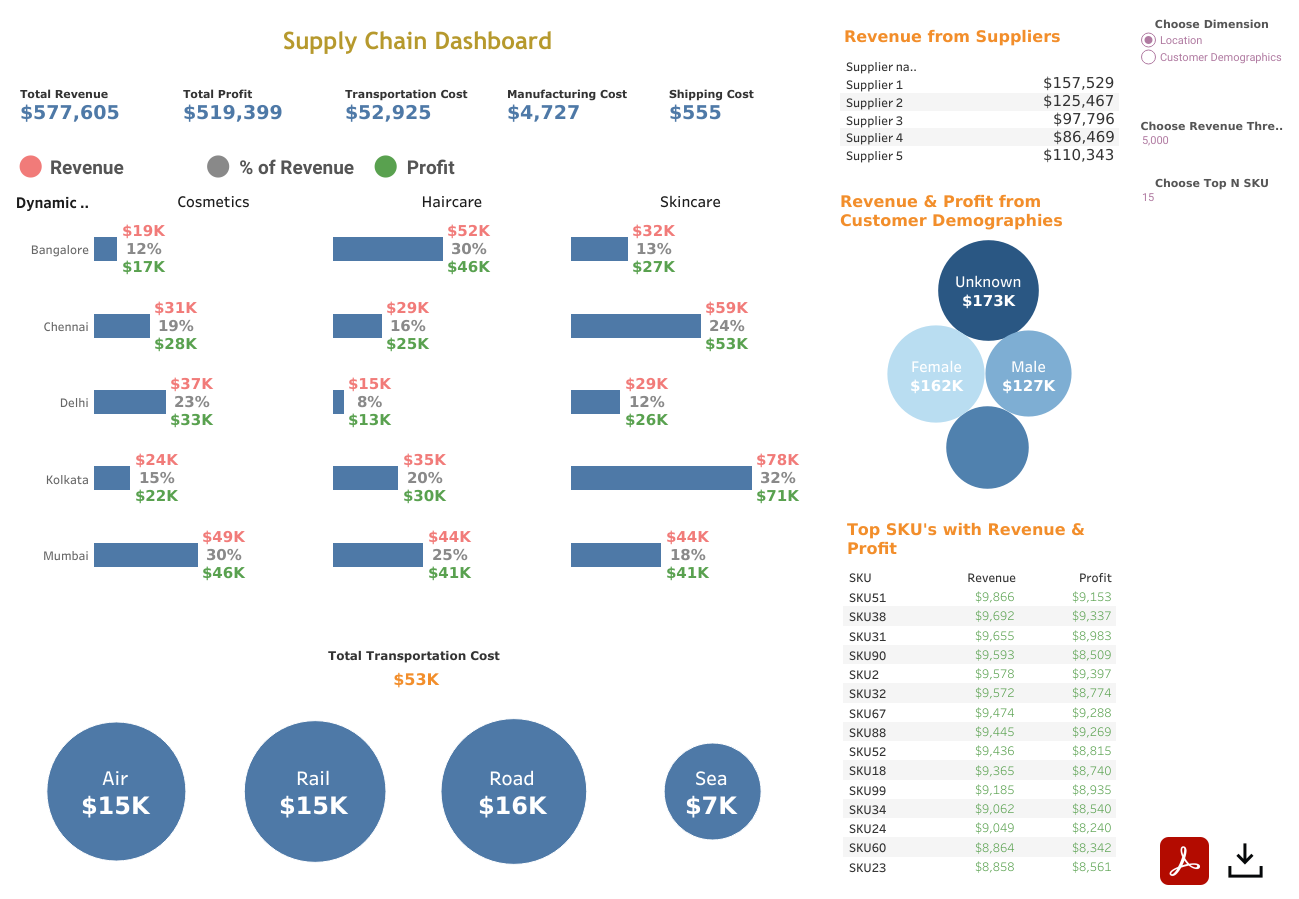 Supply Chain Dashboard
Total Revenue
$577,605
Total Profit
$519,399
Transportation Cost
$52,925
Manufacturing Cost
$4,727
Shipping Cost
$555
Revenue
% of Revenue
Profit
Dynamic ..
Cosmetics
Haircare
Skincare
Bangalore
$19K
12%
$17K
$52K
30%
$46K
$32K
13%
$27K
Chennai
$31K
19%
$28K
$29K
16%
$25K
$59K
24%
$53K
Delhi
$37K
23%
$33K
$15K
8%
$13K
$29K
12%
$26K
Kolkata
$24K
15%
$22K
$35K
20%
$30K
$78K
32%
$71K
Mumbai
$49K
30%
$46K
$44K
25%
$41K
$44K
18%
$41K
Total Transportation Cost
$53K
Air
$15K
Rail
$15K
Road
$16K
Sea
$7K
Revenue from Suppliers
Supplier na..
Supplier 1 $157,529
Supplier 2 $125,467
Supplier 3 $97,796
Supplier 4 $86,469
Supplier 5 $110,343
Revenue & Profit from
Customer Demographies
Unknown
$173K
Female
$162K
Male
$127K
Top SKU's with Revenue &
Profit
SKU Revenue Profit
SKU51 $9,866 $9,153
SKU38 $9,692 $9,337
SKU31 $9,655 $8,983
SKU90 $9,593 $8,509
SKU2 $9,578 $9,397
SKU32 $9,572 $8,774
SKU67 $9,474 $9,288
SKU88 $9,445 $9,269
SKU52 $9,436 $8,815
SKU18 $9,365 $8,740
SKU99 $9,185 $8,935
SKU34 $9,062 $8,540
SKU24 $9,049 $8,240
SKU60 $8,864 $8,342
SKU23 $8,858 $8,561
Choose Dimension
Location
Customer Demographics
Choose Revenue Thre..
5,000
Choose Top N SKU
15